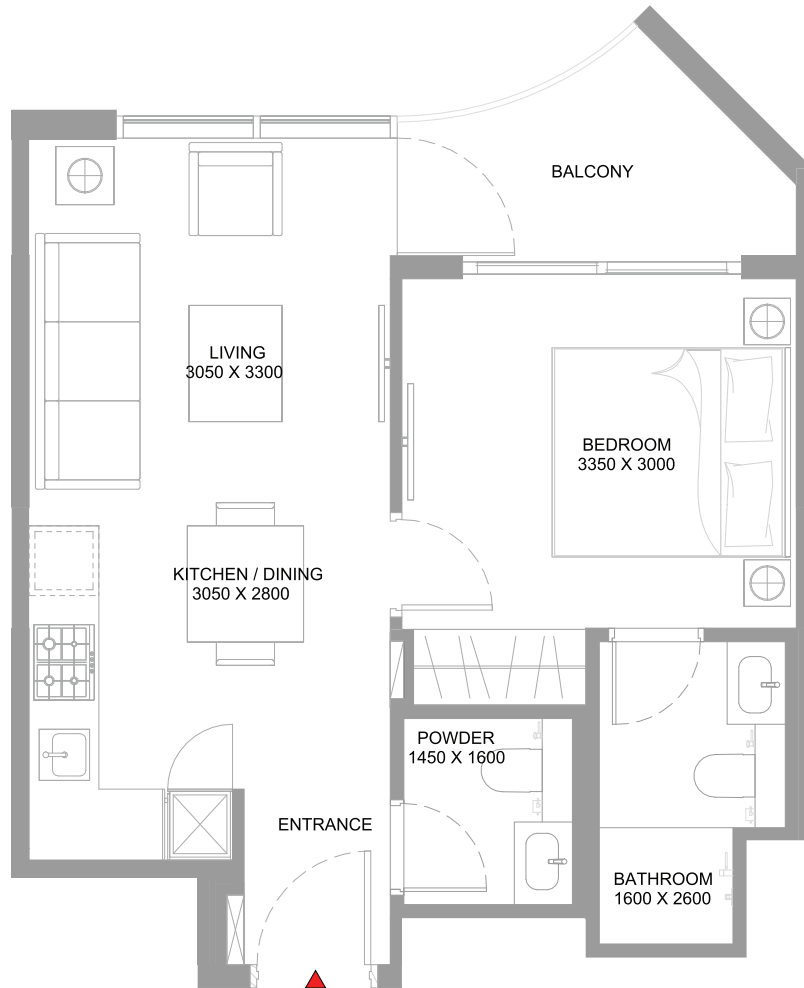 BALCONY
LIVING
3050 X 3300
BEDROOM
3350 X 3000
KITCHEN / DINING
3050 X 2800
POWDER
1450 X 1600
ENTRANCE
BATHROOM
1600 X 2600